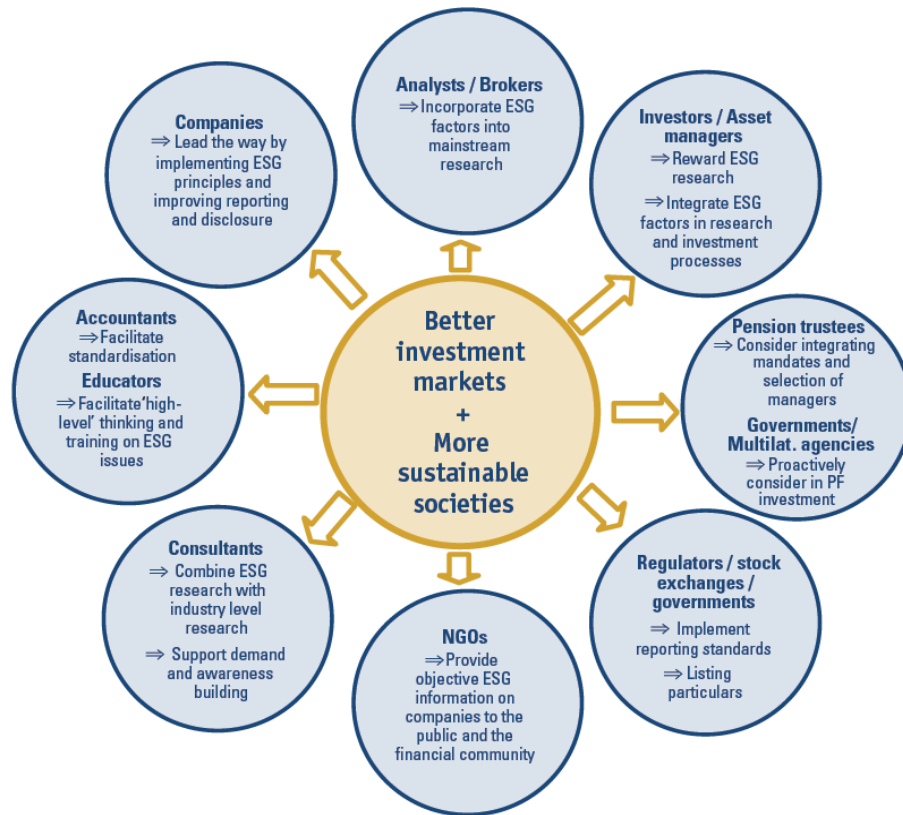 Analysts / Brokers
⇒ Incorporate ESG
factors into
mainstream
research
Investors / Asset
managers
⇒ Reward ESG
research
⇒ Integrate ESG
factors in research
and investment
processes
Pension trustees
⇒ Consider integrating
mandates and
selection of
managers
Governments/
Multilat. agencies
⇒ Proactively
consider in PF
investment
Regulators / stock
exchanges /
governments
⇒ Implement
reporting standards
⇒ Listing
particulars
NGOs
⇒ Provide
objective ESG
information on
companies to the
public and the
financial community
Consultants
⇒ Combine ESG
research with
industry level
research
⇒ Support demand
and awareness
building
Accountants
⇒ Facilitate
standardisation
Educators
⇒ Facilitate 'high-
level' thinking and
training on ESG
issues
Companies
⇒ Lead the way by
implementing ESG
principles and
improving reporting
and disclosure
Better
investment
markets
+
More
sustainable
societies